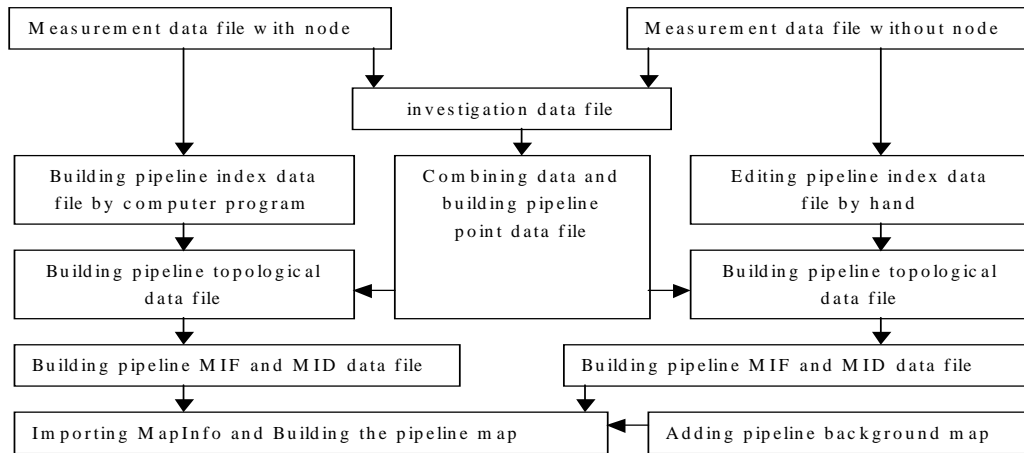 Measurement data file with node
Measurement data file without node
investigation data file
Building pipeline index data
file by computer program
Combining data and
building pipeline
point data file
Editing pipeline index data
file by hand
Building pipeline topological
data file
Building pipeline topological
data file
Building pipeline MIF and MID data file
Building pipeline MIF and MID data file
Importing MapInfo and Building the pipeline map
Adding pipeline background map